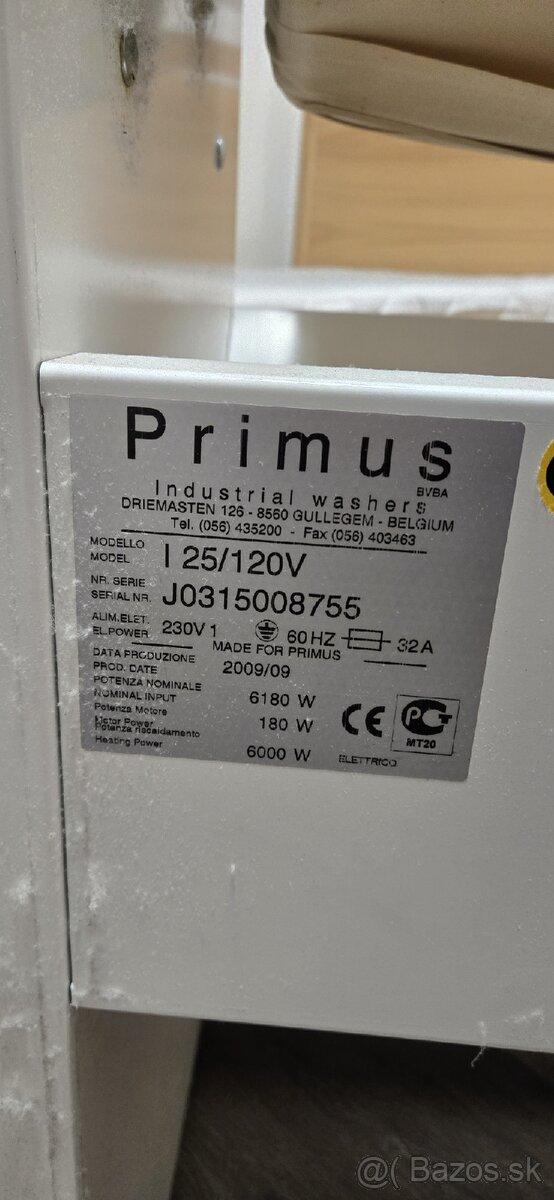 Primus
BVBA
Industrial washers
DRIEMASTEN 126 - 8560 GULLEGEM - BELGIUM
Tel. (056) 435200 - Fax (056) 403463
MODELLO
MODEL I 25/120V
NR. SERIE
SERIAL NR. J0315008755
ALIM.ELET.
EL.POWER 230V 1 60 HZ 32A
MADE FOR PRIMUS
DATA PRODUZIONE
PROD. DATE 2009/09
POTENZA NOMINALE
NOMINAL INPUT 6180 W
Potenza Motore
Motor Power 180 W
Potenza riscaldamento
Heating Power 6000 W
CE
PCT
MT20
ELETTRICO
@( Bazos.sk